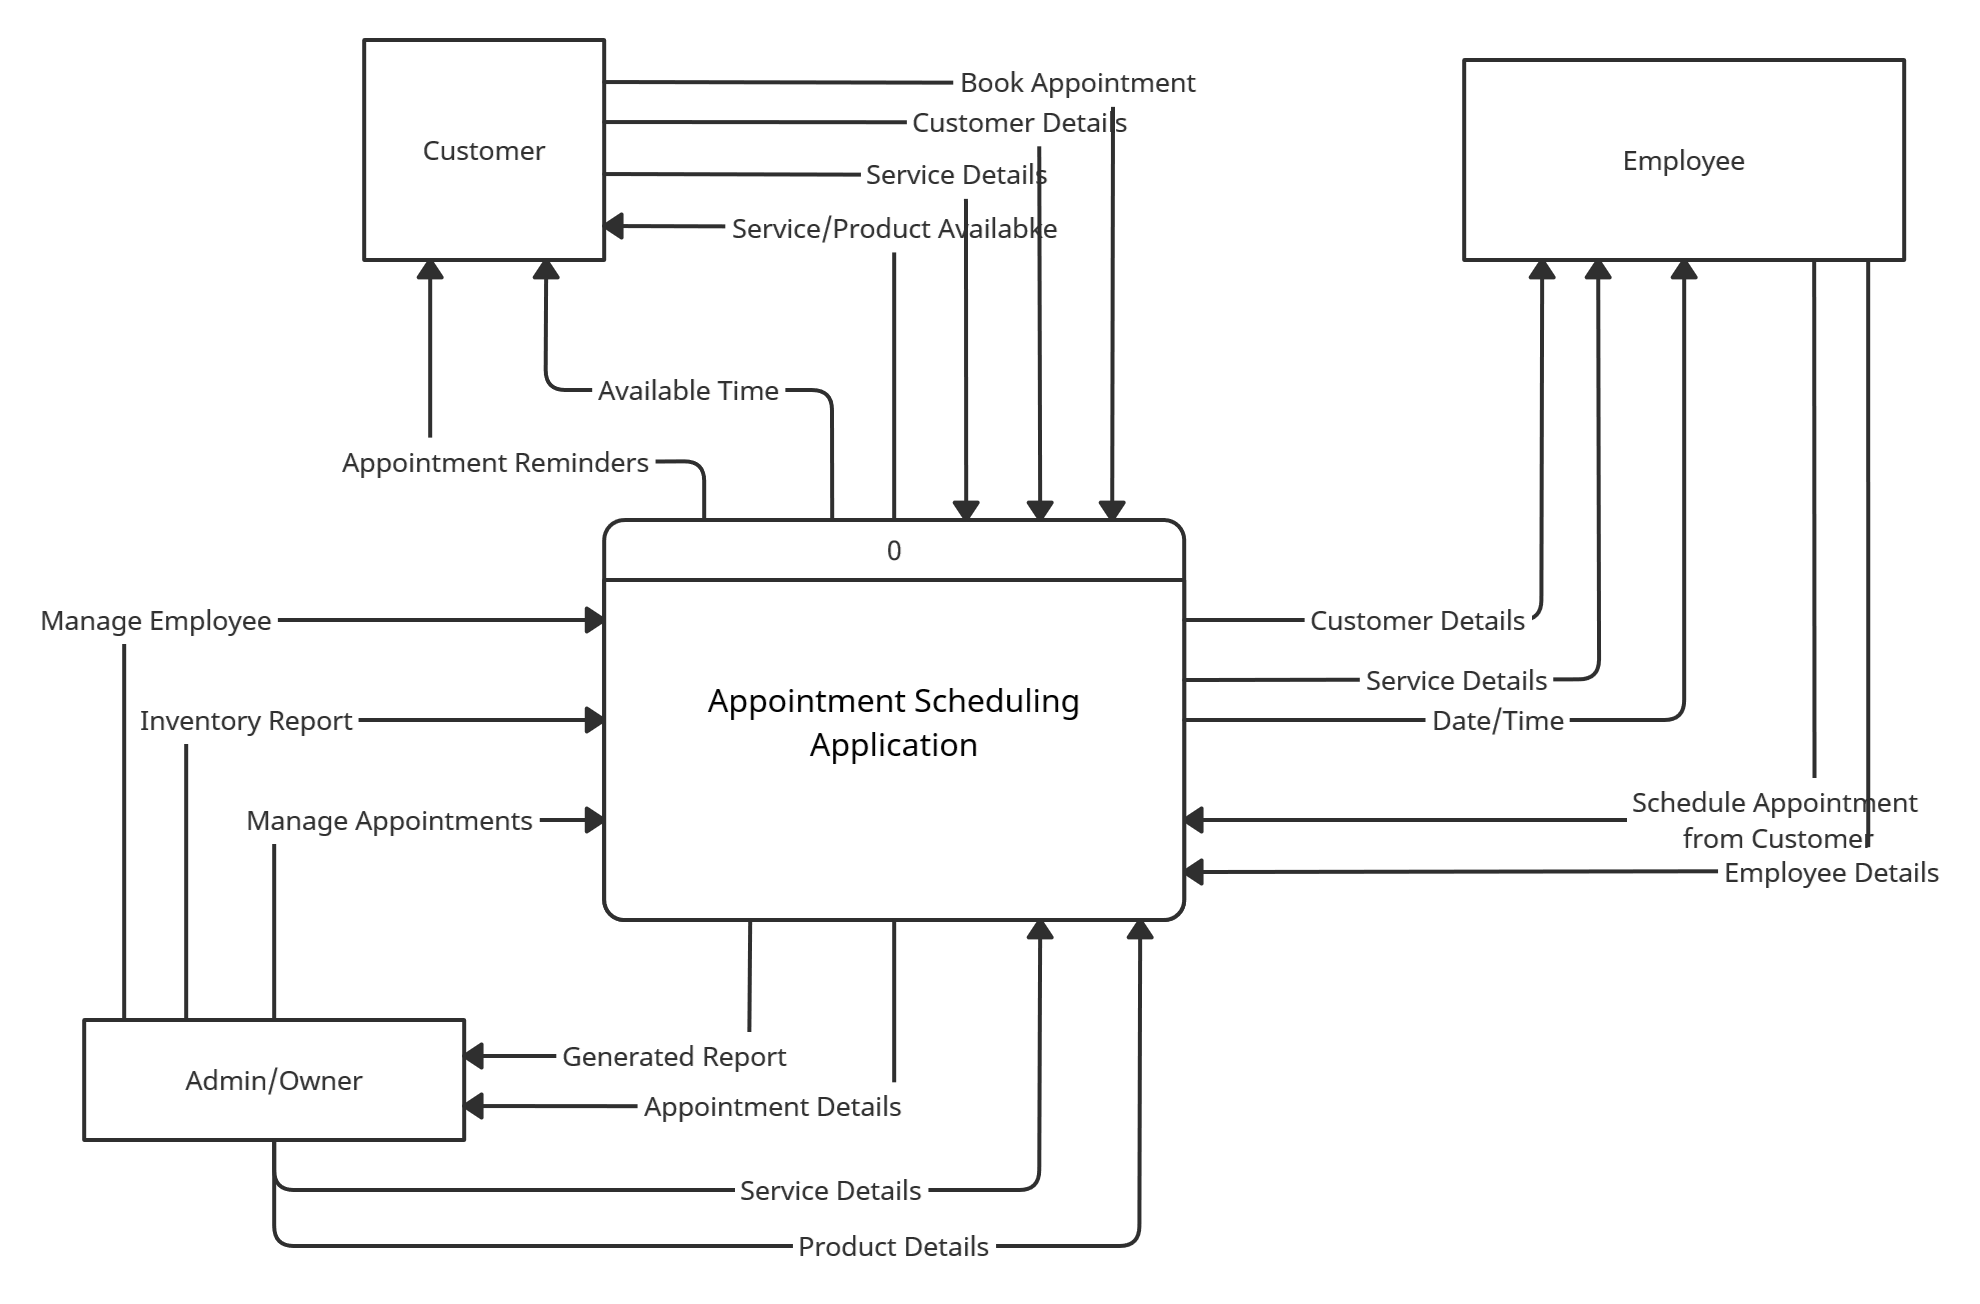 Book Appointment
Customer Details
Customer
Employee
Service Details
Service/Product Availabke
Available Time
Appointment Reminders
0
Manage Employee
Customer Details
Service Details
Appointment Scheduling
Application
Inventory Report
Date/Time
Manage Appointments
Schedule Appointment
from Customer
Employee Details
Generated Report
Admin/Owner
Appointment Details
Service Details
Product Details